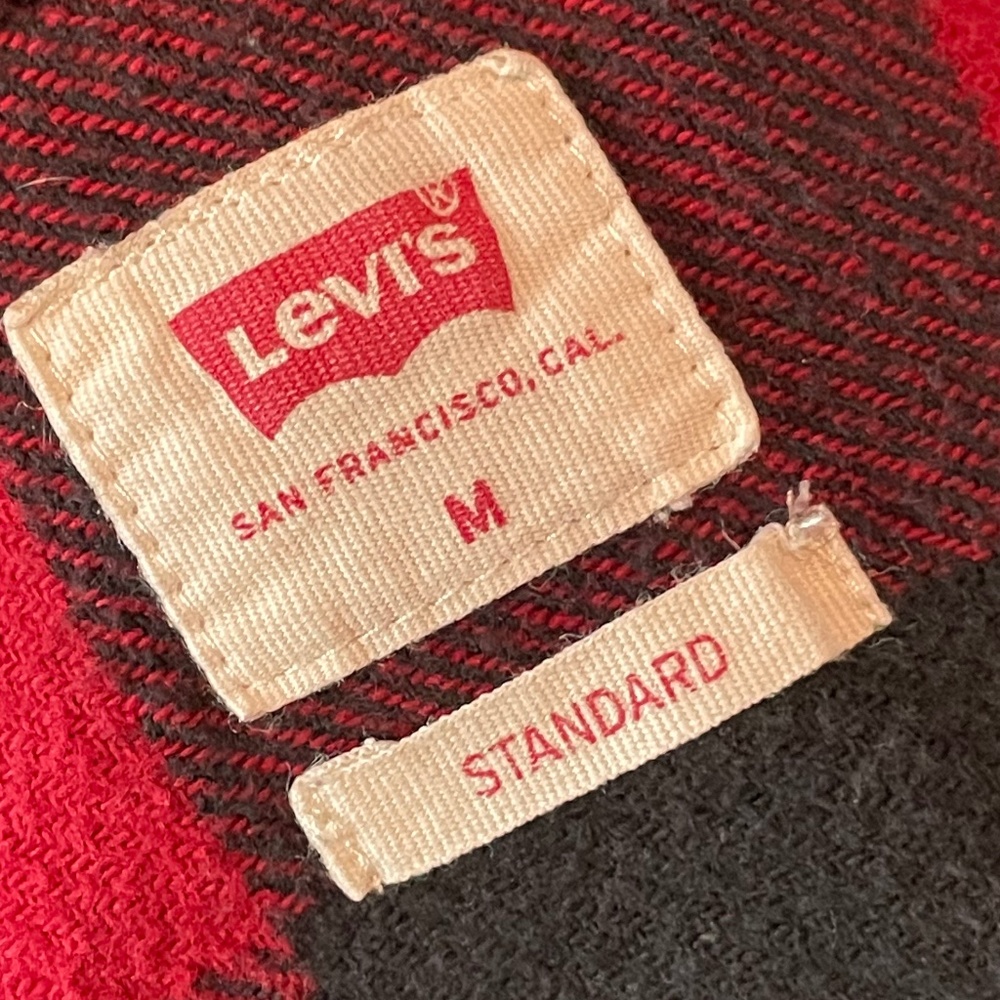 Levi's ®
SAN FRANCISCO, CAL.
M
STANDARD